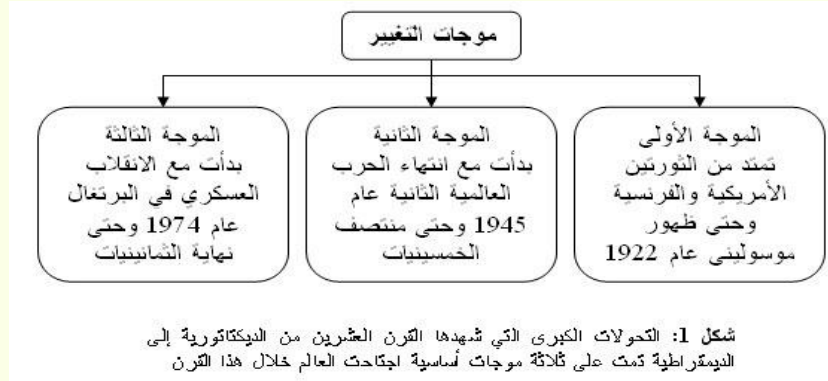 موجات التغيير
الموجة الأولى
تمتد من الثورتين
الأمريكية والفرنسية
وحتى ظهور
موسولينى عام 1922
الموجة الثانية
بدأت مع انتهاء الحرب
العالمية الثانية عام
1945 وحتى منتصف
الخمسينيات
الموجة الثالثة
بدأت مع الانقلاب
العسكري في البرتغال
عام 1974 وحتى
نهاية الثمانينيات
شكل 1: التحولات الكبرى التي شهدها القرن العشرين من الديكتاتورية إلى
الديمقراطية تمت على ثلاثة موجات أساسية اجتاحت العالم خلال هذا القرن